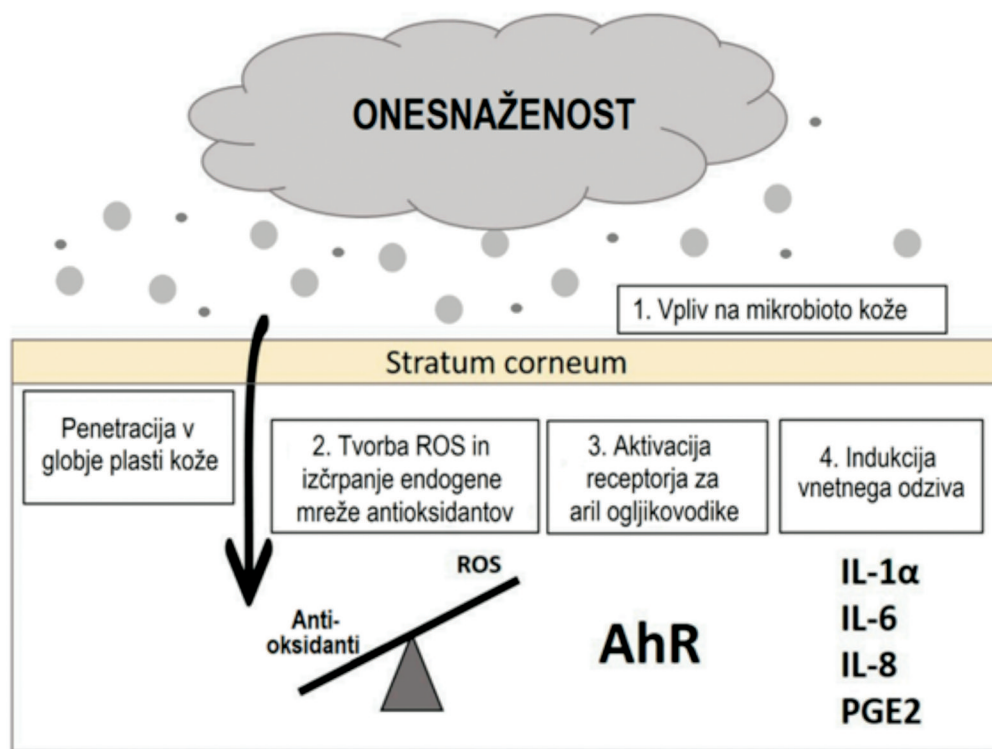 ONESNAŽENOST
1. Vpliv na mikrobioto kože
Stratum corneum
Penetracija v
globje plasti kože
2. Tvorba ROS in
izčrpanje endogene
mreže antioksidantov
3. Aktivacija
receptorja za
aril ogljikovodike
4. Indukcija
vnetnega odziva
ROS
Anti-
oksidanti
AhR
IL-1α
IL-6
IL-8
PGE2